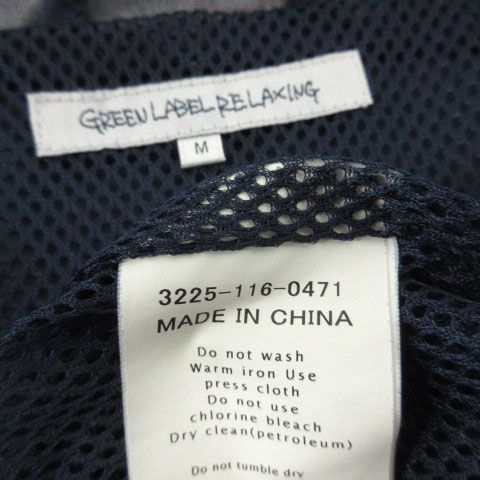 GREEN LABEL RELAXING
M
3225-116-0471
MADE IN CHINA
Do not wash
Warm iron Use
press cloth
Do not use
chlorine bleach
Dry clean(petroleum)
Do not tumble dry